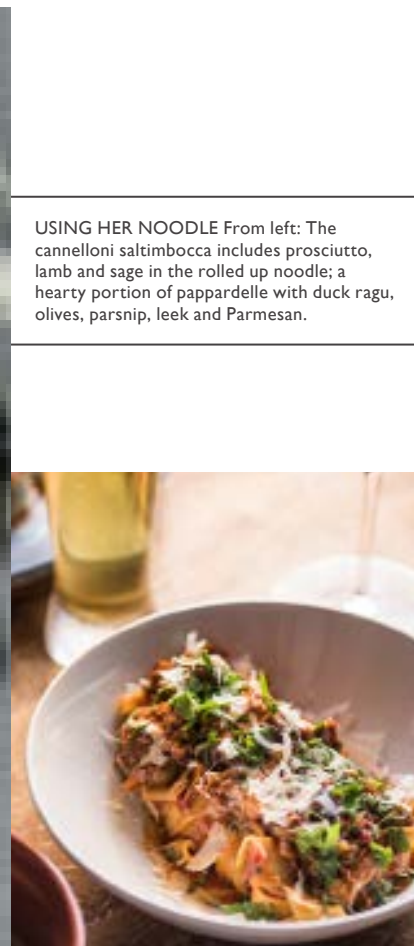 USING HER NOODLE From left: The
cannelloni saltimbocca includes prosciutto,
lamb and sage in the rolled up noodle; a
hearty portion of pappardelle with duck ragu,
olives, parsnip, leek and Parmesan.